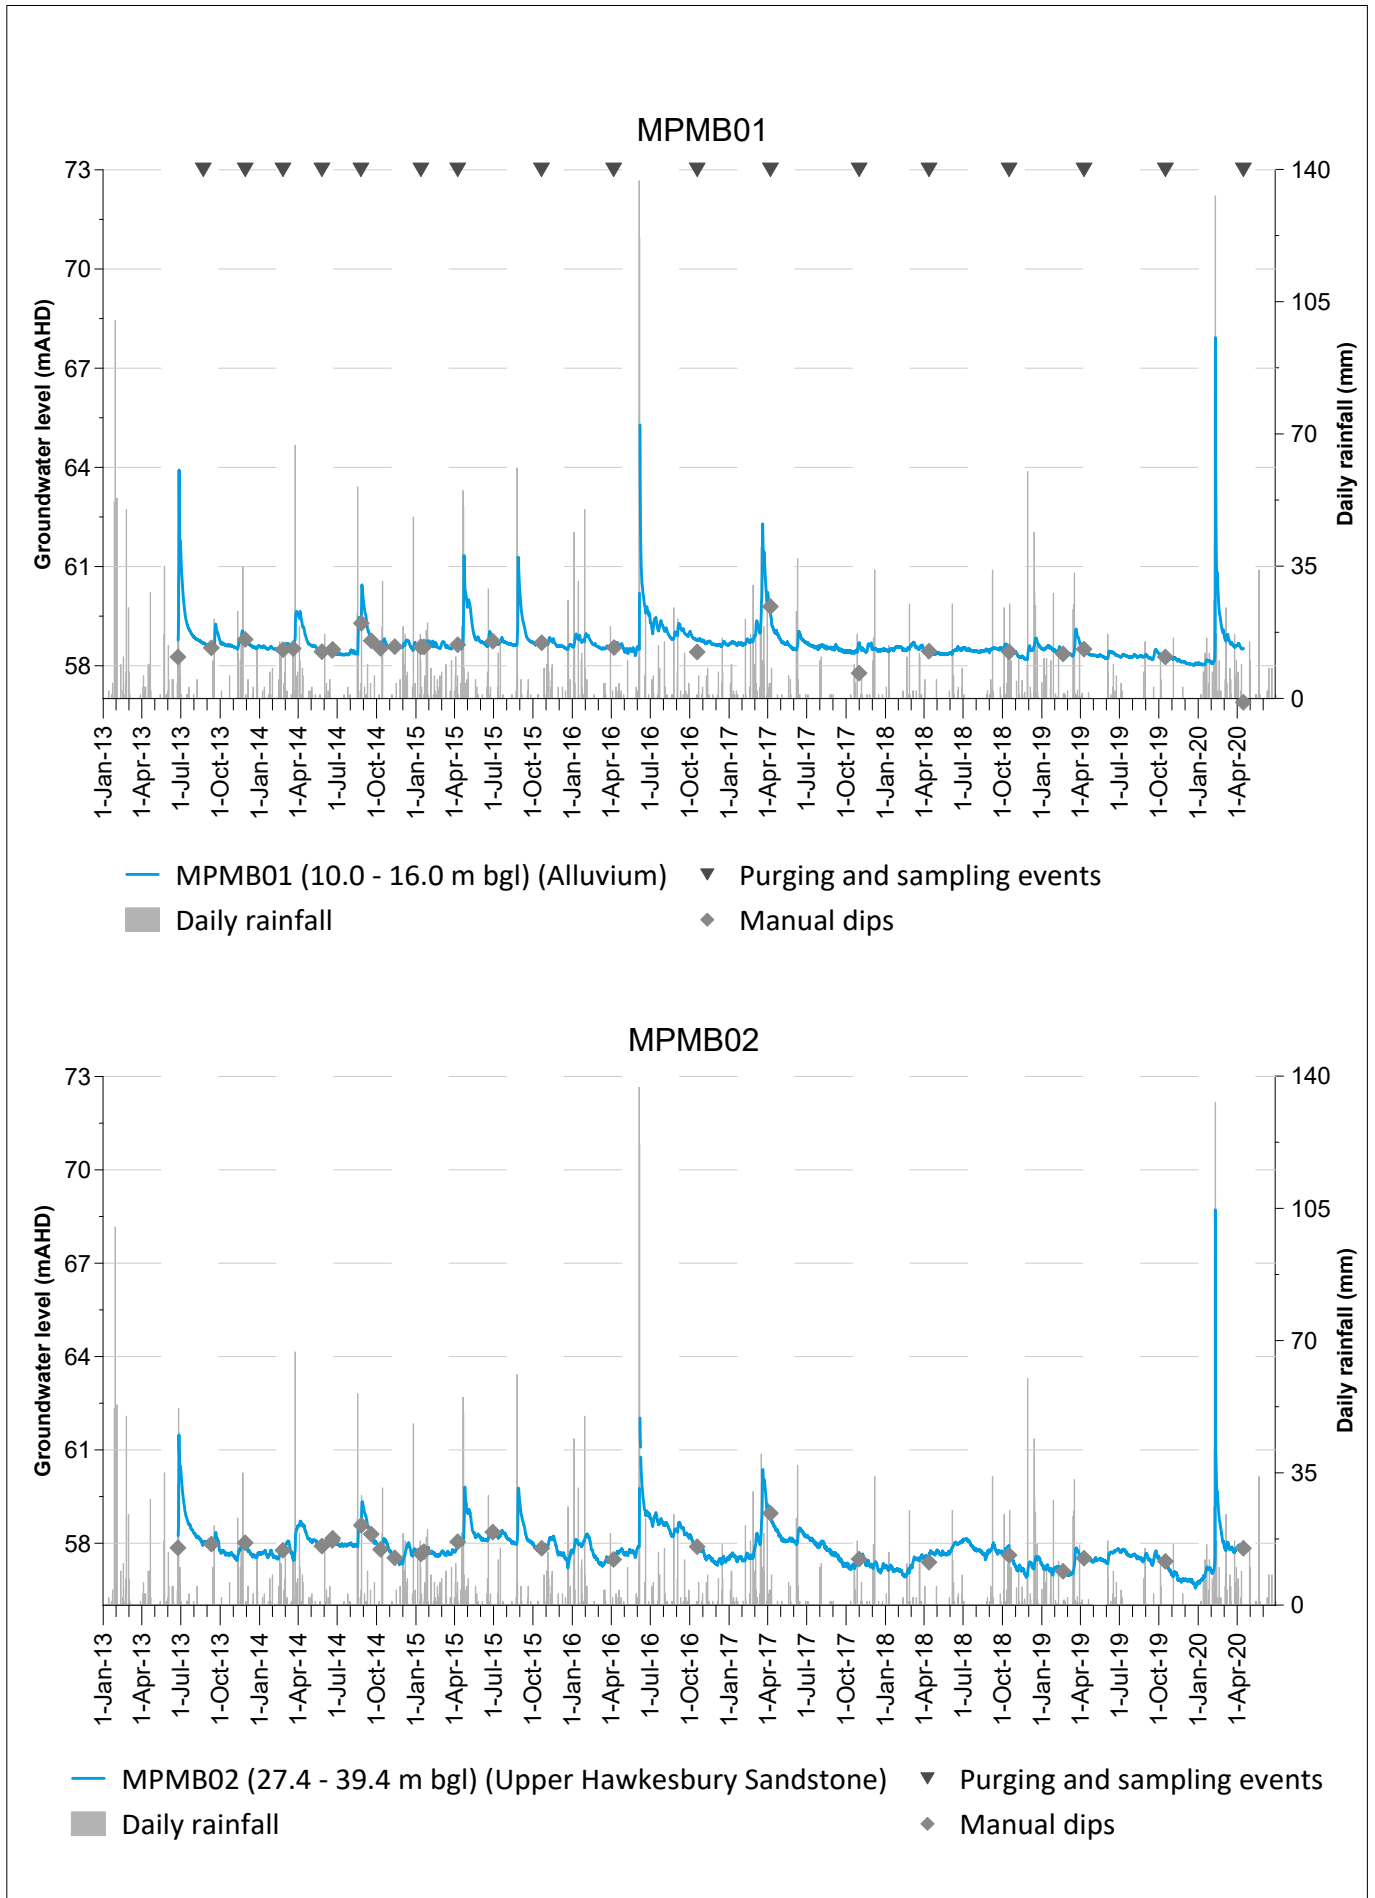 MPMB01
73
70
67
64
61
58
Groundwater level (mAHD)
140
105
70
35
0
Daily rainfall (mm)
1-Jan-13
1-Apr-13
1-Jul-13
1-Oct-13
1-Jan-14
1-Apr-14
1-Jul-14
1-Oct-14
1-Jan-15
1-Apr-15
1-Jul-15
1-Oct-15
1-Jan-16
1-Apr-16
1-Jul-16
1-Oct-16
1-Jan-17
1-Apr-17
1-Jul-17
1-Oct-17
1-Jan-18
1-Apr-18
1-Jul-18
1-Oct-18
1-Jan-19
1-Apr-19
1-Jul-19
1-Oct-19
1-Jan-20
1-Apr-20
MPMB01 (10.0 - 16.0 m bgl) (Alluvium)
Purging and sampling events
Daily rainfall
Manual dips
MPMB02
73
70
67
64
61
58
Groundwater level (mAHD)
140
105
70
35
0
Daily rainfall (mm)
1-Jan-13
1-Apr-13
1-Jul-13
1-Oct-13
1-Jan-14
1-Apr-14
1-Jul-14
1-Oct-14
1-Jan-15
1-Apr-15
1-Jul-15
1-Oct-15
1-Jan-16
1-Apr-16
1-Jul-16
1-Oct-16
1-Jan-17
1-Apr-17
1-Jul-17
1-Oct-17
1-Jan-18
1-Apr-18
1-Jul-18
1-Oct-18
1-Jan-19
1-Apr-19
1-Jul-19
1-Oct-19
1-Jan-20
1-Apr-20
MPMB02 (27.4 - 39.4 m bgl) (Upper Hawkesbury Sandstone)
Purging and sampling events
Daily rainfall
Manual dips